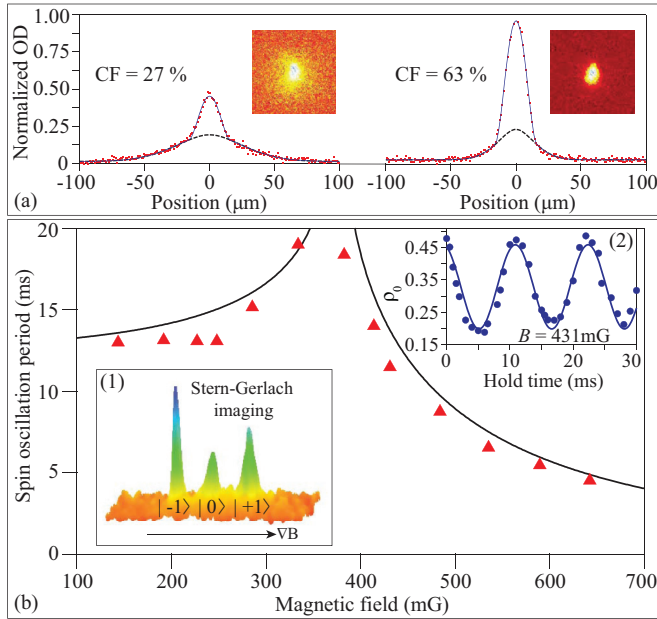 1.00
0.75
0.50
0.25
0
Normalized OD
CF = 27 %
CF = 63 %
-100 -50 0 50 100 -100 -50 0 50 100
Position (μm) Position (μm)
(a)
20
15
10
5
0
Spin oscillation period (ms)
(2)
0.45
0.35
0.25
0.15
ρ0
B = 431mG
0 10 20 30
Hold time (ms)
(1)
Stern-Gerlach
imaging
| -1⟩ | 0⟩ | +1⟩
∇B
100 200 300 400 500 600 700
Magnetic field (mG)
(b)